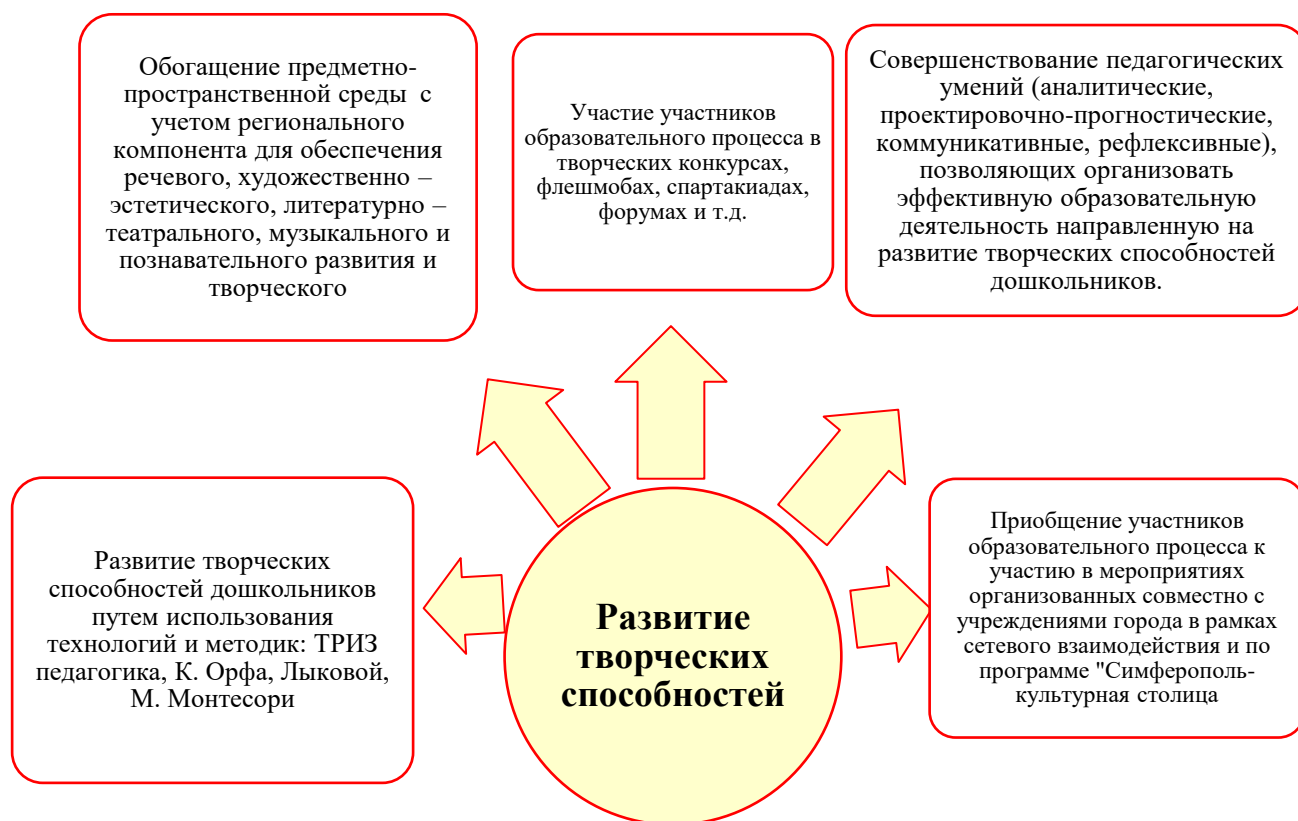 Обогащение предметно-
пространственной среды с
учетом регионального
компонента для обеспечения
речевого, художественно –
эстетического, литературно –
театрального, музыкального и
познавательного развития и
творческого
Участие участников
образовательного процесса в
творческих конкурсах,
флешмобах, спартакиадах,
форумах и т.д.
Совершенствование педагогических
умений (аналитические,
проектировочно-прогностические,
коммуникативные, рефлексивные),
позволяющих организовать
эффективную образовательную
деятельность направленную на
развитие творческих способностей
дошкольников.
Развитие творческих
способностей дошкольников
путем использования
технологий и методик: ТРИЗ
педагогика, К. Орфа, Лыковой,
М. Монтесори
Развитие
творческих
способностей
Приобщение участников
образовательного процесса к
участию в мероприятиях
организованных совместно с
учреждениями города в рамках
сетевого взаимодействия и по
программе "Симферополь-
культурная столица